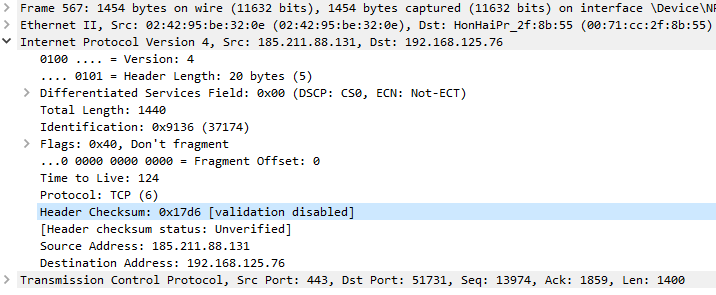 Frame 567: 1454 bytes on wire (11632 bits), 1454 bytes captured (11632 bits) on interface \Device\NF
Ethernet II, Src: 02:42:95:be:32:0e (02:42:95:be:32:0e), Dst: HonHaiPr_2f:8b:55 (00:71:cc:2f:8b:55)
Internet Protocol Version 4, Src: 185.211.88.131, Dst: 192.168.125.76
0100 .... = Version: 4
.... 0101 = Header Length: 20 bytes (5)
Differentiated Services Field: 0x00 (DSCP: CS0, ECN: Not-ECT)
Total Length: 1440
Identification: 0x9136 (37174)
Flags: 0x40, Don't fragment
...0 0000 0000 0000 = Fragment Offset: 0
Time to Live: 124
Protocol: TCP (6)
Header Checksum: 0x17d6 [validation disabled]
[Header checksum status: Unverified]
Source Address: 185.211.88.131
Destination Address: 192.168.125.76
Transmission Control Protocol, Src Port: 443, Dst Port: 51731, Seq: 13974, Ack: 1859, Len: 1400